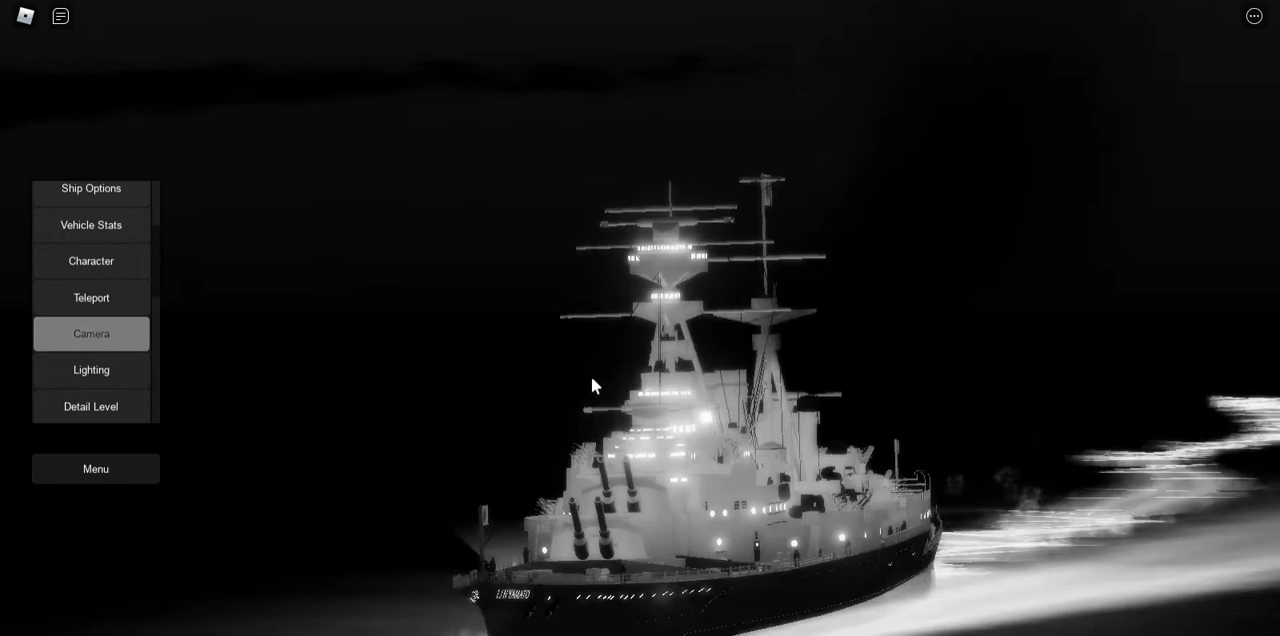 Ship Options
Vehicle Stats
Character
Teleport
Camera
Lighting
Detail Level
Menu